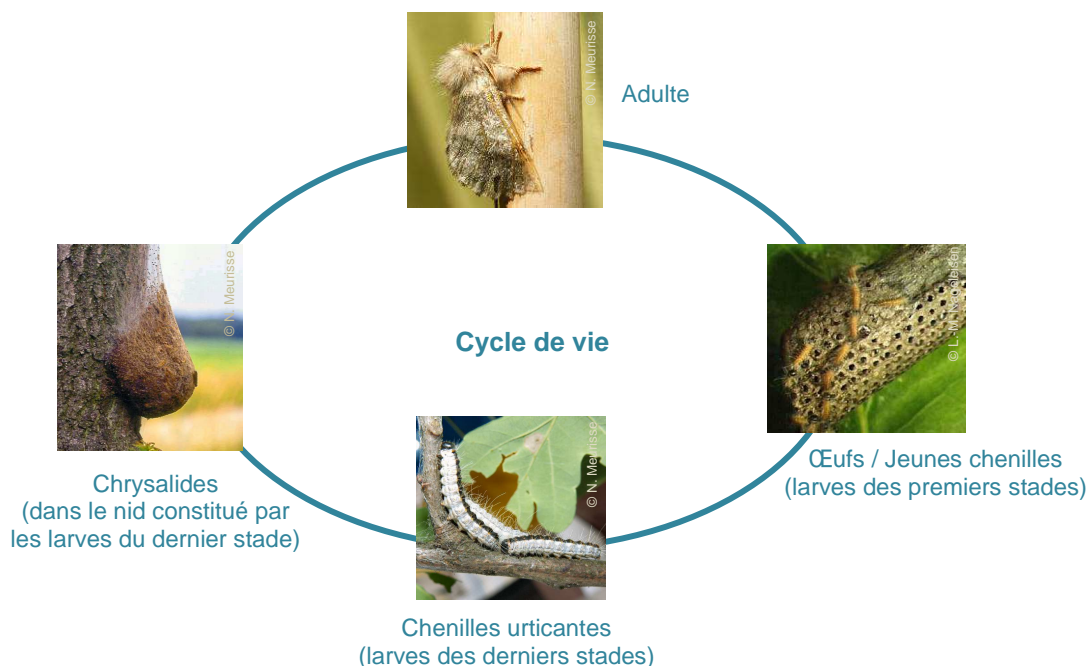 © N. Meurisse
Adulte
© N. Meurisse
Cycle de vie
© N. Meurisse
Œufs / Jeunes chenilles
(larves des premiers stades)
Chrysalides
(dans le nid constitué par
les larves du dernier stade)
Chenilles urticantes
(larves des derniers stades)